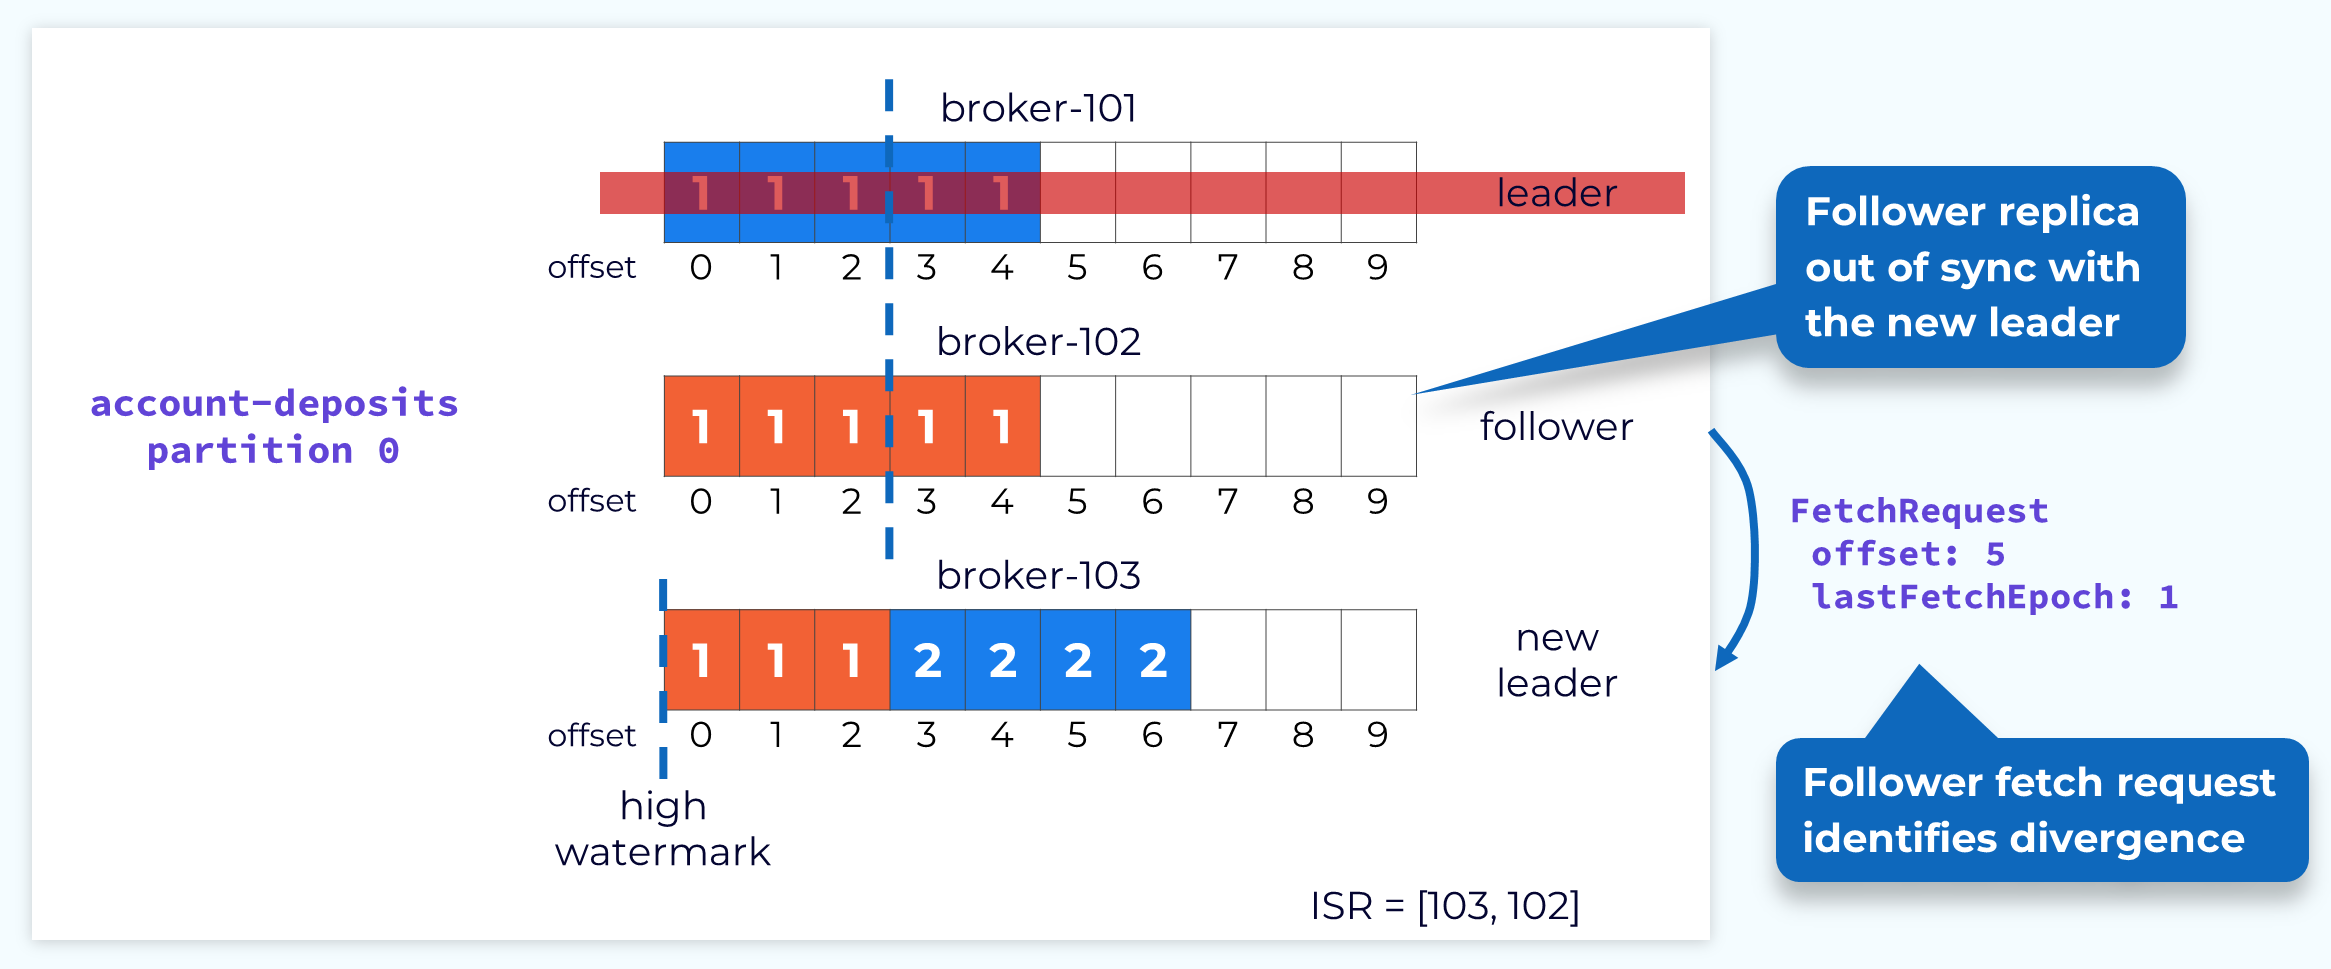 broker-101
1 1 1 1 1
leader
offset 0 1 2 3 4 5 6 7 8 9
Follower replica
out of sync with
the new leader
broker-102
account-deposits
partition 0
1 1 1 1 1
follower
offset 0 1 2 3 4 5 6 7 8 9
FetchRequest
offset: 5
lastFetchEpoch: 1
broker-103
1 1 1 2 2 2 2
new
leader
offset 0 1 2 3 4 5 6 7 8 9
high
watermark
Follower fetch request
identifies divergence
ISR = [103, 102]